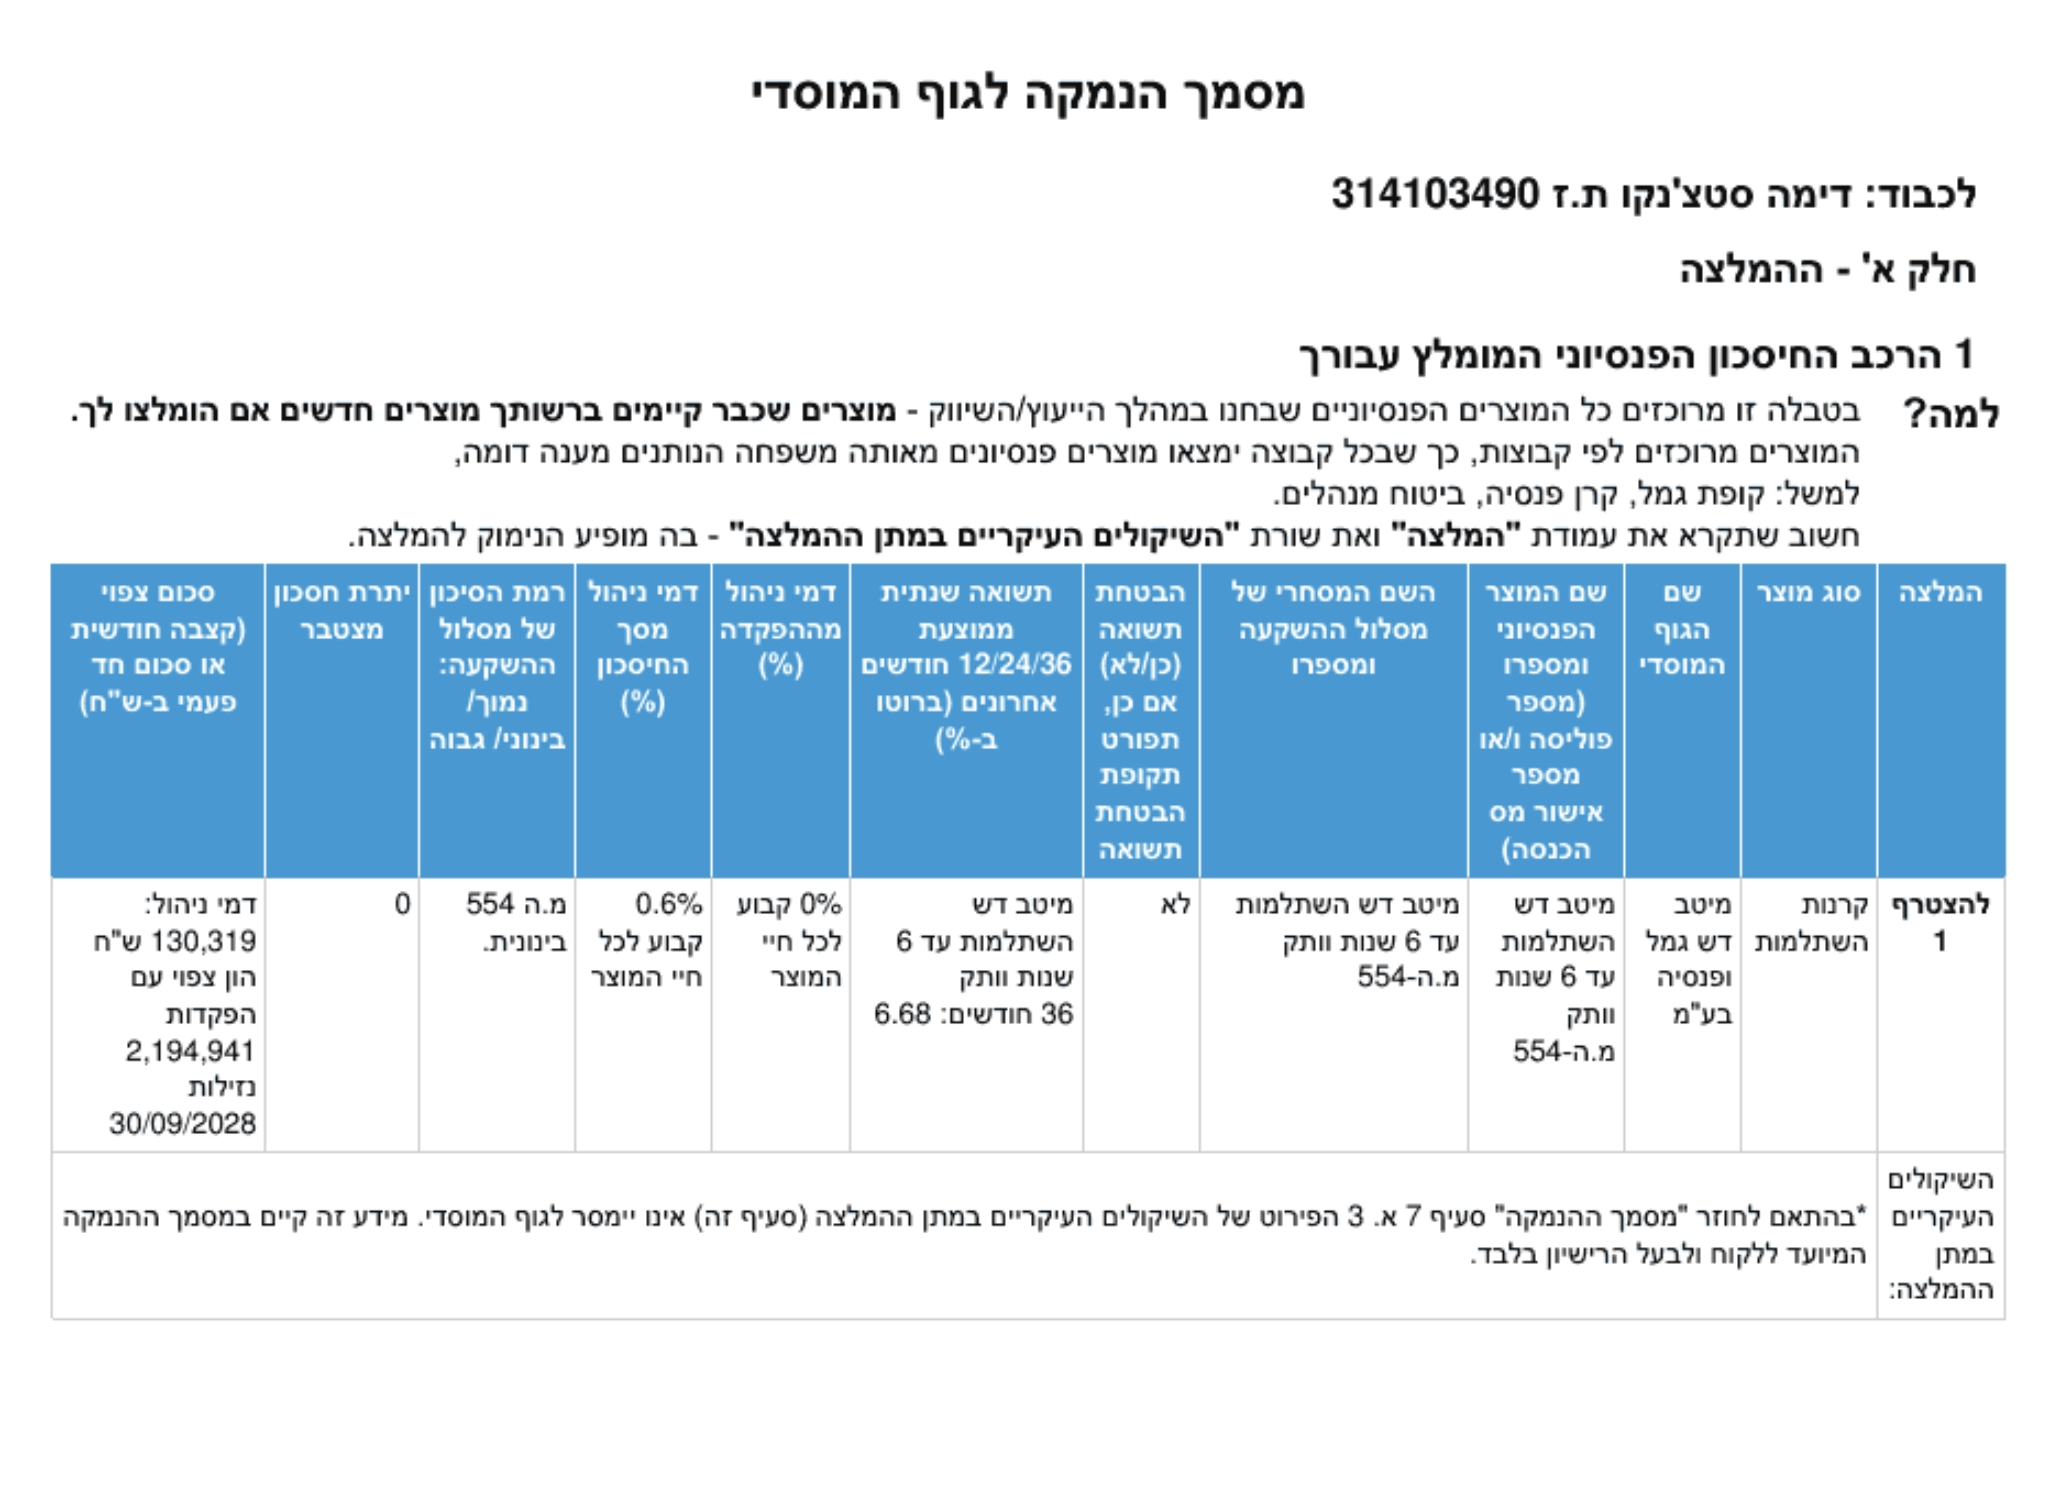 מסמך הנמקה לגוף המוסדי
לכבוד: דימה סטצ'נקו ת.ז 314103490
חלק א' - ההמלצה
1 הרכב החיסכון הפנסיוני המומלץ עבורך
למה? בטבלה זו מרוכזים כל המוצרים הפנסיוניים שבחנו במהלך הייעוץ/השיווק - מוצרים שכבר קיימים ברשותך מוצרים חדשים אם הומלצו לך.
המוצרים מרוכזים לפי קבוצות, כך שבכל קבוצה ימצאו מוצרים פנסיונים מאותה משפחה הנותנים מענה דומה,
למשל: קופת גמל, קרן פנסיה, ביטוח מנהלים.
חשוב שתקרא את עמודת "המלצה" ואת שורת "השיקולים העיקריים במתן ההמלצה" - בה מופיע הנימוק להמלצה.
המלצה
סוג מוצר
שם
הגוף
המוסדי
שם המוצר
הפנסיוני
ומספרו
(מספר
פוליסה ו/או
מספר
אישור מס
הכנסה)
השם המסחרי של
מסלול ההשקעה
ומספרו
הבטחת
תשואה
(כן/לא)
אם כן,
תפורט
תקופת
הבטחת
תשואה
תשואה שנתית
ממוצעת
12/24/36 חודשים
אחרונים (ברוטו
ב-%)
דמי ניהול
מההפקדה
(%)
דמי ניהול
מסך
החיסכון
(%)
רמת הסיכון
של מסלול
ההשקעה:
נמוך/
בינוני/ גבוה
יתרת חסכון
מצטבר
סכום צפוי
(קצבה חודשית
או סכום חד
פעמי ב-ש"ח)
להצטרף
1
קרנות
השתלמות
מיטב
דש גמל
ופנסיה
בע"מ
מיטב דש
השתלמות
עד 6 שנות
וותק
מ.ה-554
מיטב דש השתלמות
עד 6 שנות וותק
מ.ה-554
לא
מיטב דש
השתלמות עד 6
שנות וותק
36 חודשים: 6.68
0% קבוע
לכל חיי
המוצר
0.6%
קבוע לכל
חיי המוצר
מ.ה 554
בינונית.
0
דמי ניהול:
130,319 ש"ח
הון צפוי עם
הפקדות
2,194,941
נזילות
30/09/2028
השיקולים
העיקריים
במתן
ההמלצה:
*בהתאם לחוזר "מסמך ההנמקה" סעיף 7 א. 3 הפירוט של השיקולים העיקריים במתן ההמלצה (סעיף זה) אינו יימסר לגוף המוסדי. מידע זה קיים במסמך ההנמקה
המיועד ללקוח ולבעל הרישיון בלבד.